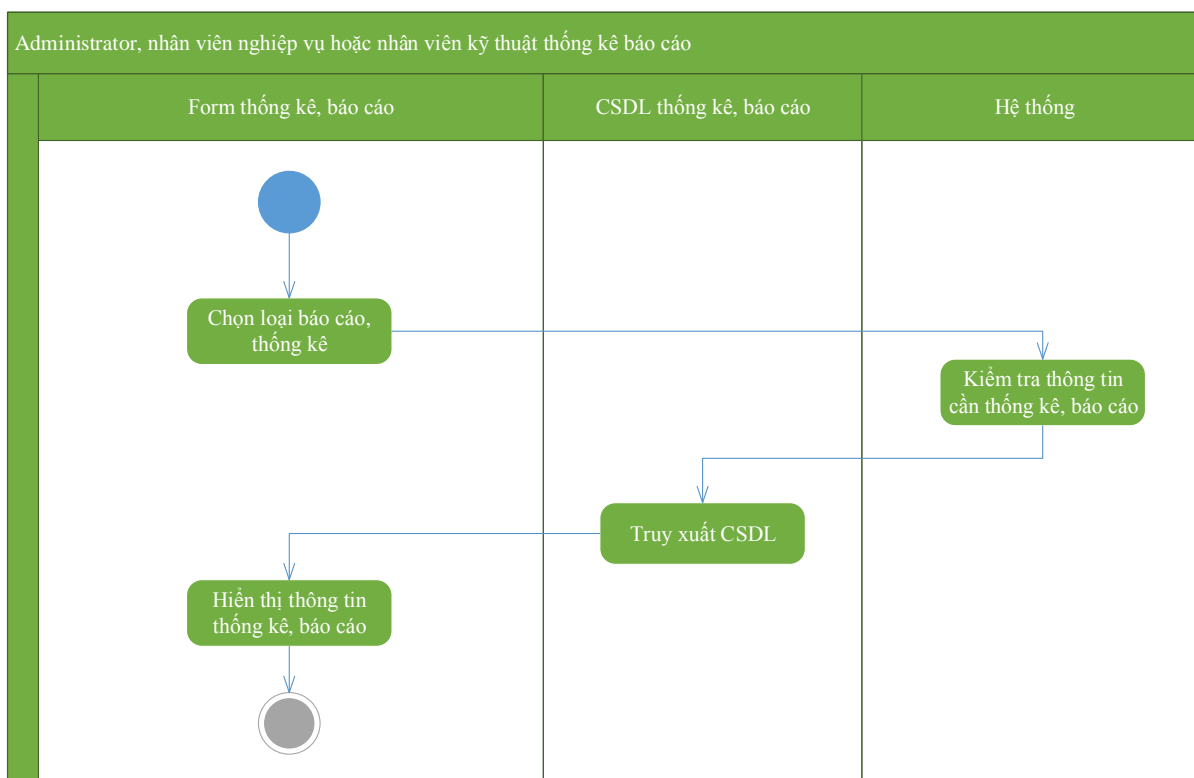 Administrator, nhân viên nghiệp vụ hoặc nhân viên kỹ thuật thống kê báo cáo
Form thống kê, báo cáo
CSDL thống kê, báo cáo
Hệ thống
Chọn loại báo cáo,
thống kê
Kiểm tra thông tin
cần thống kê, báo cáo
Truy xuất CSDL
Hiển thị thông tin
thống kê, báo cáo